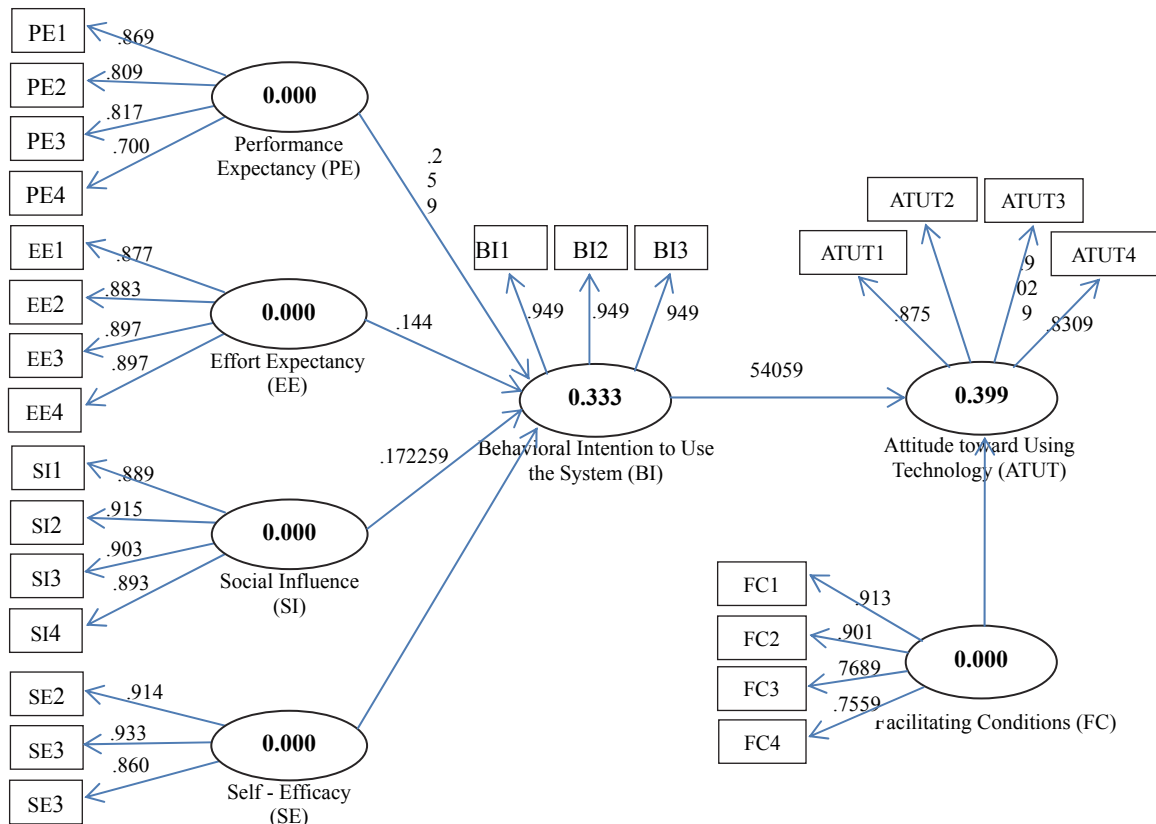 PE1
.869
PE2
.809
PE3
.817
PE4
.700
0.000
Performance
Expectancy (PE)
.2
5
9
EE1
.877
EE2
.883
EE3
.897
EE4
.897
0.000
Effort Expectancy
(EE)
.144
SI1
.889
SI2
.915
SI3
.903
SI4
.893
0.000
Social Influence
(SI)
.172259
SE2
.914
SE3
.933
SE3
.860
0.000
Self - Efficacy
(SE)
BI1
BI2
BI3
.949
.949
949
0.333
Behavioral Intention to Use
the System (BI)
54059
ATUT1
ATUT2
ATUT3
ATUT4
.875
.9
02
9
.8309
0.399
Attitude toward Using
Technology (ATUT)
FC1
.913
FC2
.901
FC3
7689
FC4
.7559
0.000
Facilitating Conditions (FC)